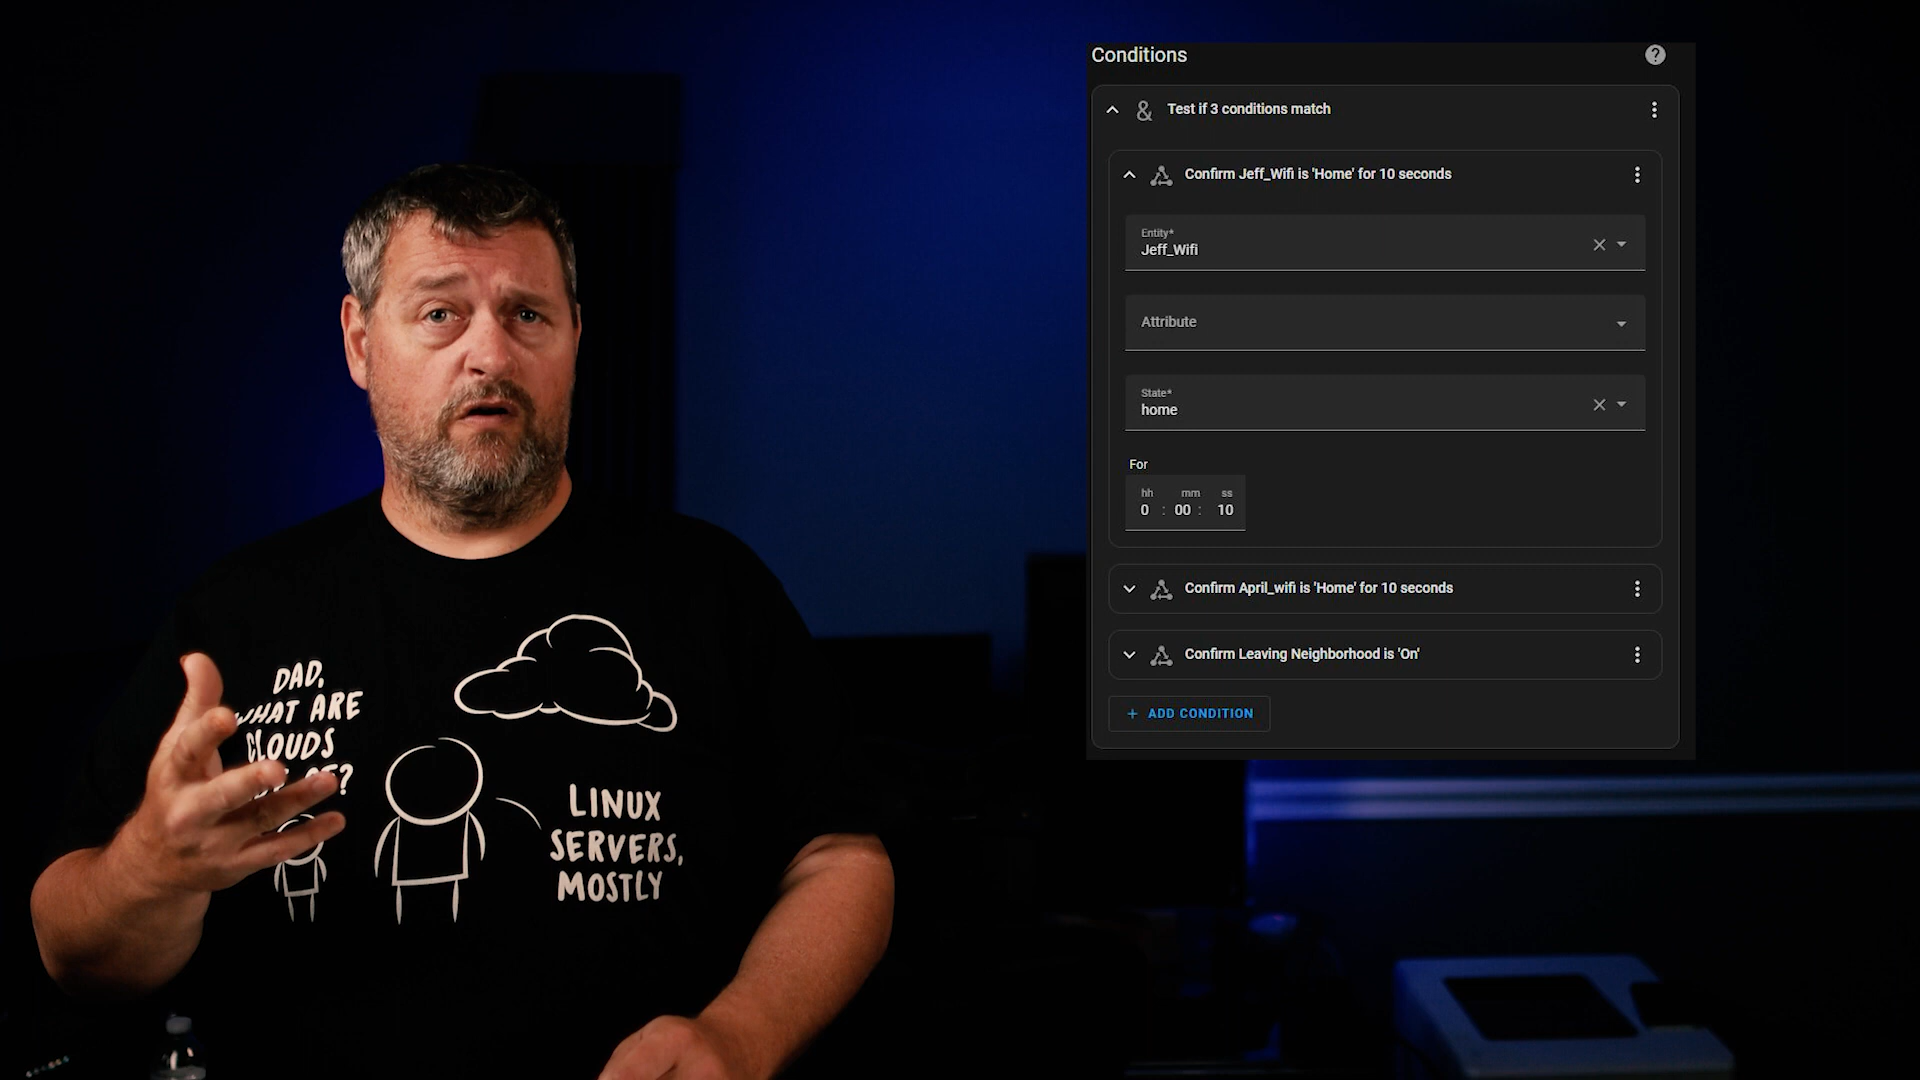 Conditions
Test if 3 conditions match
Confirm Jeff_Wifi is 'Home' for 10 seconds
Entity*
Jeff_Wifi
Attribute
State*
home
For
hh mm ss
0 : 00 : 10
Confirm April_wifi is 'Home' for 10 seconds
Confirm Leaving Neighborhood is 'On'
+ ADD CONDITION
DAD,
WHAT ARE
CLOUDS
?
LINUX
SERVERS,
MOSTLY